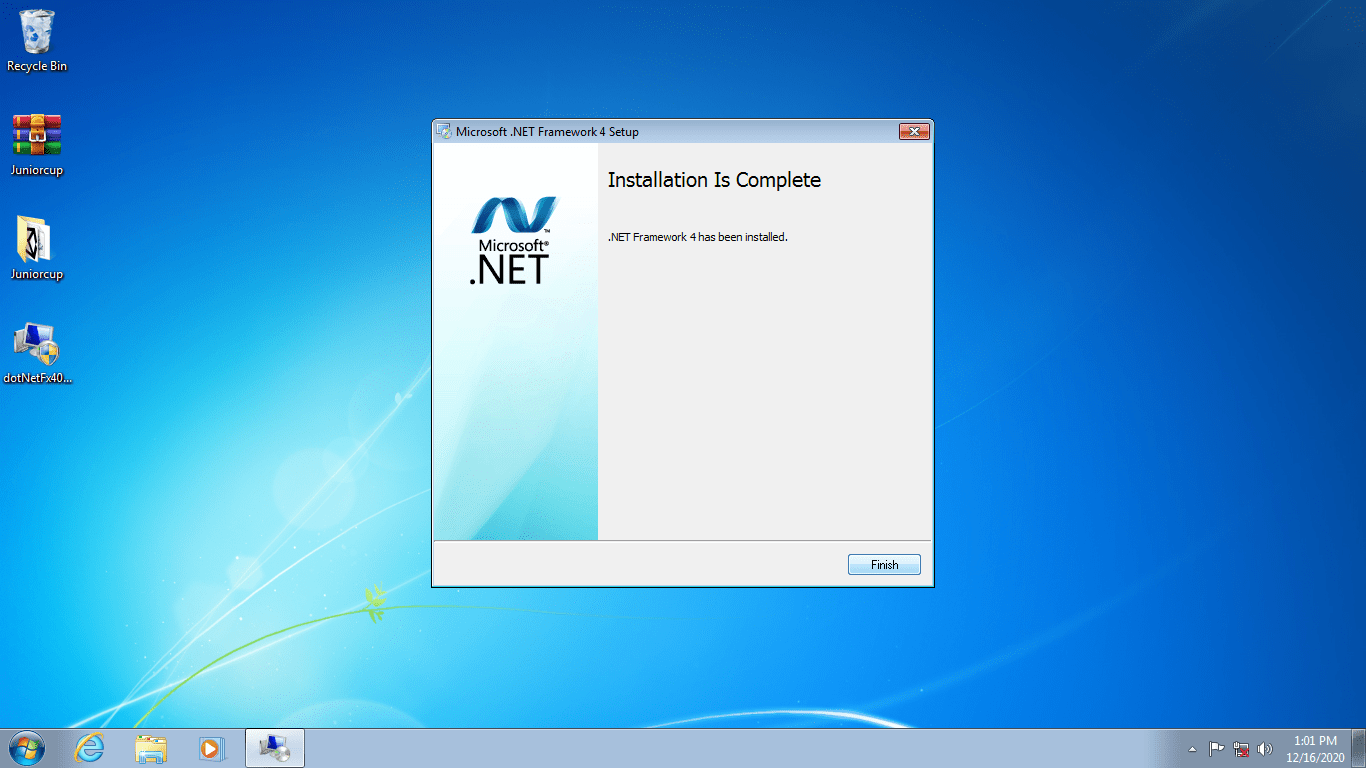 Recycle Bin
Juniorcup
Juniorcup
dotNetFx40...
Microsoft .NET Framework 4 Setup
Microsoft®
.NET
™
Installation Is Complete
.NET Framework 4 has been installed.
Finish
1:01 PM
12/16/2020